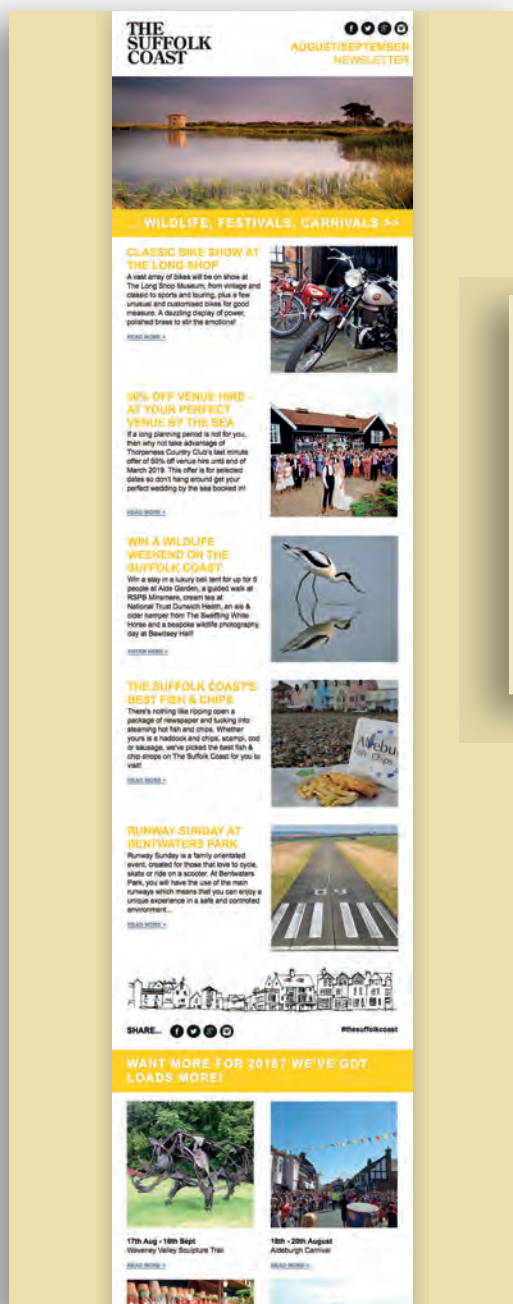 THE
SUFFOLK
COAST
AUGUST/SEPTEMBER
NEWSLETTER
... WILDLIFE, FESTIVALS, CARNIVALS >>
CLASSIC BIKE SHOW AT
THE LONG SHOP
A vast array of bikes will be on show at
The Long Shop Museum; from vintage and
classic to sports and touring, plus a few
unusual and customised bikes for good
measure. A dazzling display of power,
polished brass to stir the emotions!
READ MORE >
50% OFF VENUE HIRE –
AT YOUR PERFECT
VENUE BY THE SEA
If a long planning period is not for you,
then why not take advantage of
Thorpeness Country Club's last minute
offer of 50% off venue hire until end of
March 2019. This offer is for selected
dates so don't hang around get your
perfect wedding by the sea booked in!
READ MORE >
WIN A WILDLIFE
WEEKEND ON THE
SUFFOLK COAST
Win a stay in a luxury bell tent for up for 6
people at Alde Garden, a guided walk at
RSPB Minsmere, cream tea at
National Trust Dunwich Heath, an ale &
cider hamper from The Sweffling White
Horse and a bespoke wildlife photography
day at Bawdsey Hall!
ENTER HERE >
THE SUFFOLK COAST'S
BEST FISH & CHIPS
There's nothing like ripping open a
package of newspaper and tucking into
steaming hot fish and chips. Whether
yours is a haddock and chips, scampi, cod
or sausage, we've picked the best fish &
chip shops on The Suffolk Coast for you to
visit!
READ MORE >
Aldebu
Fish Chips
RUNWAY SUNDAY AT
BENTWATERS PARK
Runway Sunday is a family orientated
event, created for those that love to cycle,
skate or ride on a scooter. At Bentwaters
Park, you will have the use of the main
runways which means that you can enjoy a
unique experience in a safe and controlled
environment...
READ MORE >
SHARE...
#thesuffolkcoast
WANT MORE FOR 2018? WE'VE GOT
LOADS MORE!
17th Aug - 16th Sept
Waveney Valley Sculpture Trail
READ MORE >
18th - 20th August
Aldeburgh Carnival
READ MORE >